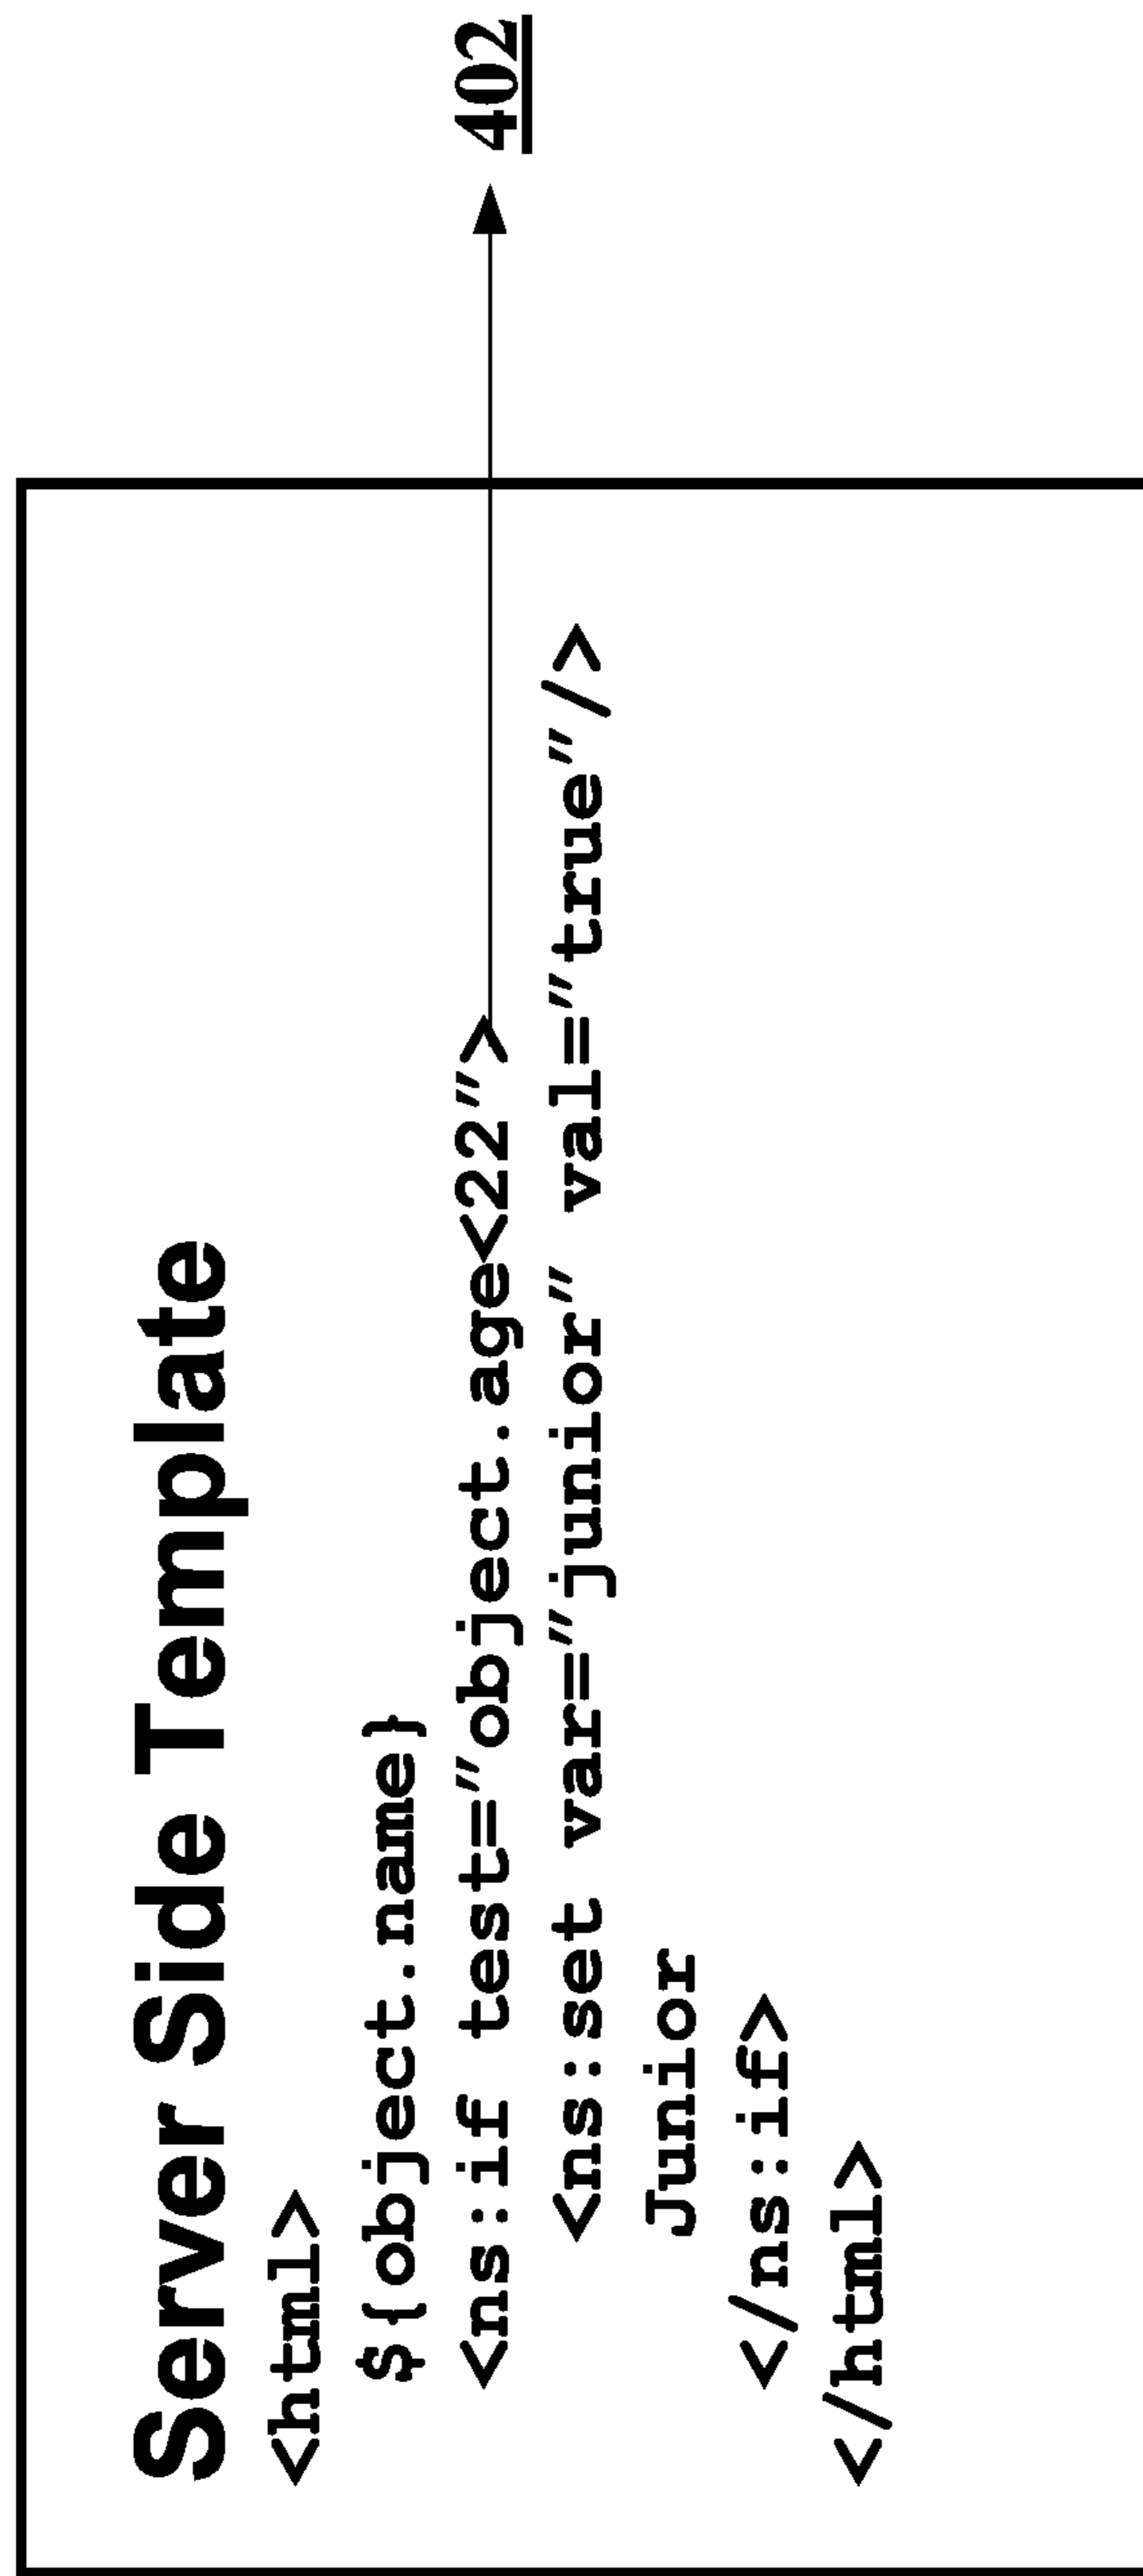 Server Side Template
<html>
${object.name}
<ns:if test="object.age<22">
402
<ns:set var="junior" val="true"/>
Junior
</ns:if>
</html>